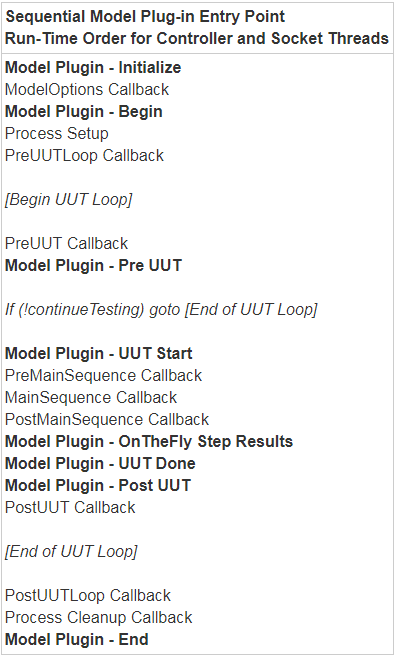 Sequential Model Plug-in Entry Point
Run-Time Order for Controller and Socket Threads
Model Plugin - Initialize
ModelOptions Callback
Model Plugin - Begin
Process Setup
PreUUTLoop Callback
[Begin UUT Loop]
PreUUT Callback
Model Plugin - Pre UUT
If (!continueTesting) goto [End of UUT Loop]
Model Plugin - UUT Start
PreMainSequence Callback
MainSequence Callback
PostMainSequence Callback
Model Plugin - OnTheFly Step Results
Model Plugin - UUT Done
Model Plugin - Post UUT
PostUUT Callback
[End of UUT Loop]
PostUUTLoop Callback
Process Cleanup Callback
Model Plugin - End